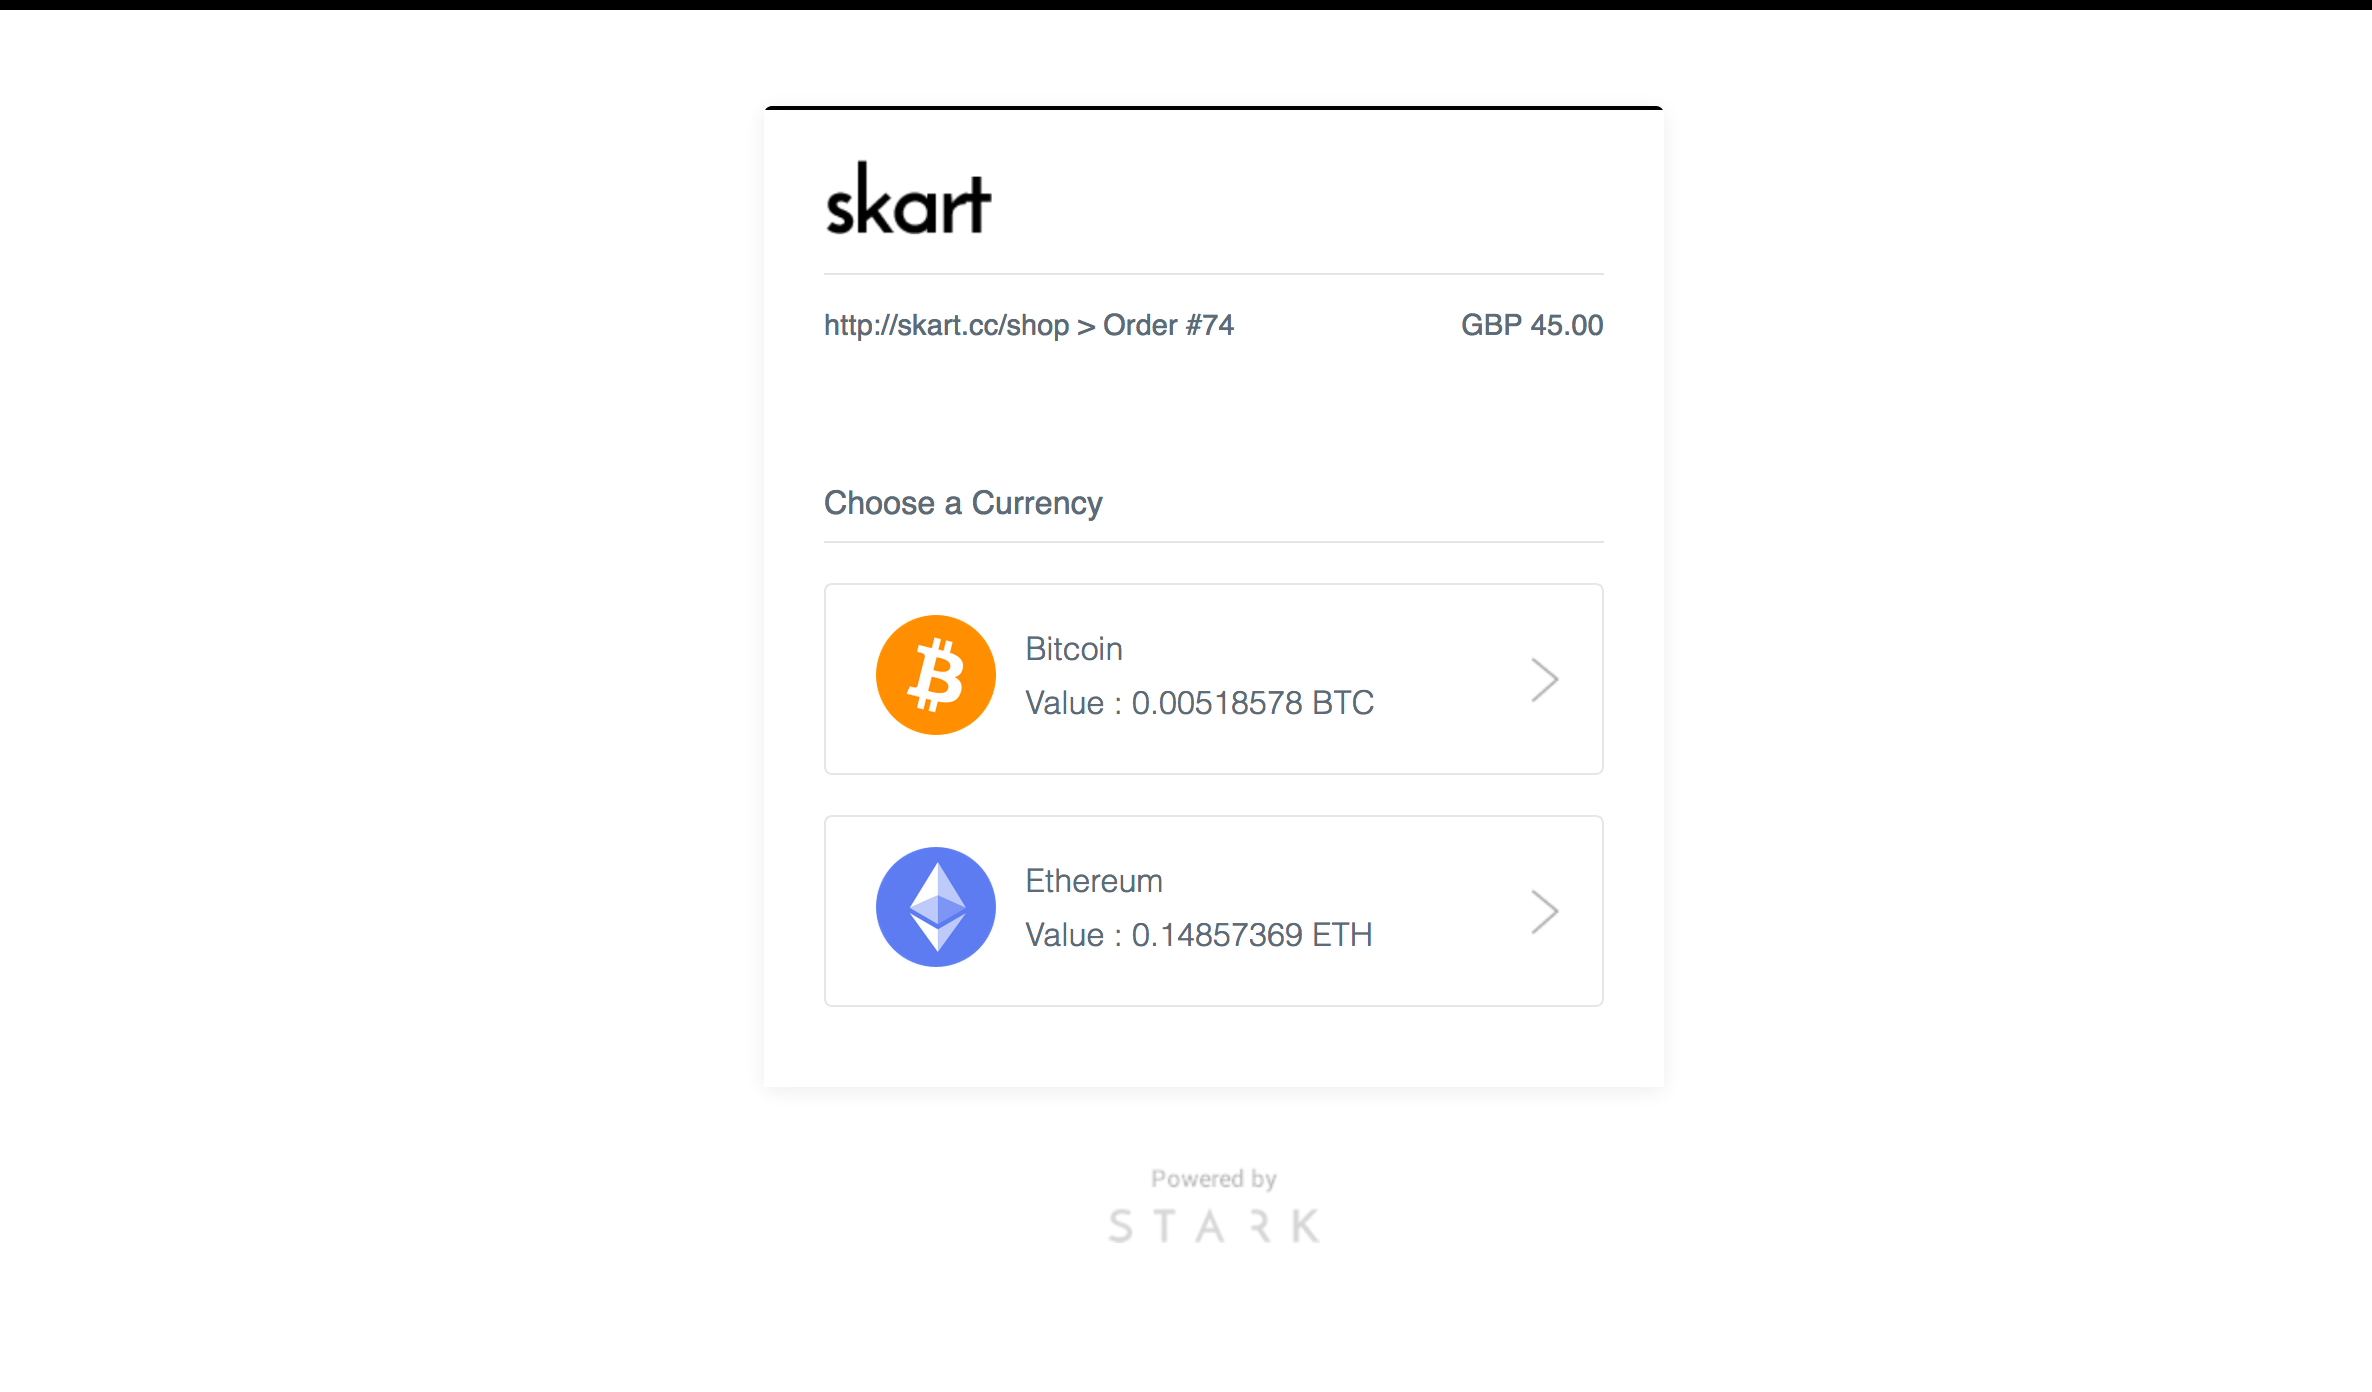 skart
http://skart.cc/shop > Order #74 GBP 45.00
Choose a Currency
Bitcoin
Value : 0.00518578 BTC
Ethereum
Value : 0.14857369 ETH
Powered by
STARK